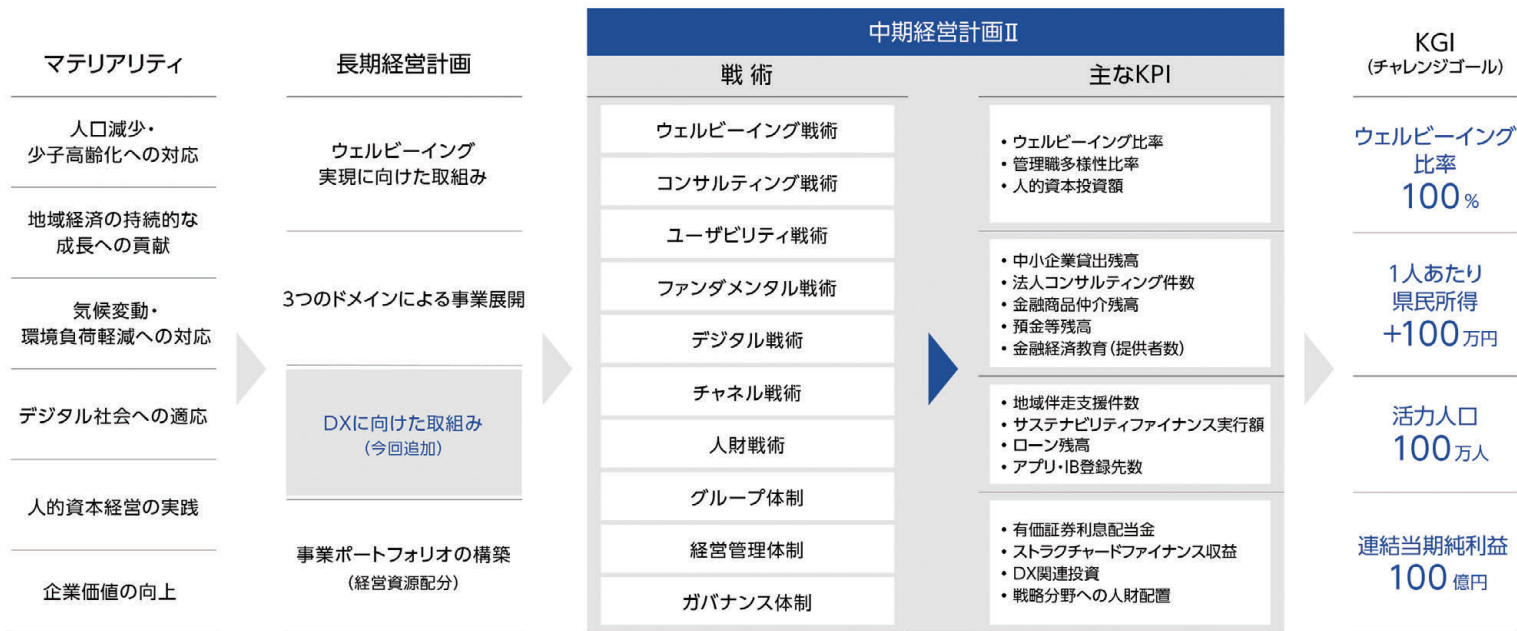 マテリアリティ
人口減少・
少子高齢化への対応
地域経済の持続的な
成長への貢献
気候変動・
環境負荷軽減への対応
デジタル社会への適応
人的資本経営の実践
企業価値の向上
長期経営計画
ウェルビーイング
実現に向けた取組み
3つのドメインによる事業展開
DXに向けた取組み
(今回追加)
事業ポートフォリオの構築
(経営資源配分)
中期経営計画Ⅱ
戦術
ウェルビーイング戦術
コンサルティング戦術
ユーザビリティ戦術
ファンダメンタル戦術
デジタル戦術
チャネル戦術
人財戦術
グループ体制
経営管理体制
ガバナンス体制
主なKPI
• ウェルビーイング比率
• 管理職多様性比率
• 人的資本投資額
• 中小企業貸出残高
• 法人コンサルティング件数
• 金融商品仲介残高
• 預金等残高
• 金融経済教育(提供者数)
• 地域伴走支援件数
• サステナビリティファイナンス実行額
• ローン残高
• アプリ・IB登録先数
• 有価証券利息配当金
• ストラクチャードファイナンス収益
• DX関連投資
• 戦略分野への人財配置
KGI
(チャレンジゴール)
ウェルビーイング
比率
100%
1人あたり
県民所得
+100万円
活力人口
100万人
連結当期純利益
100億円